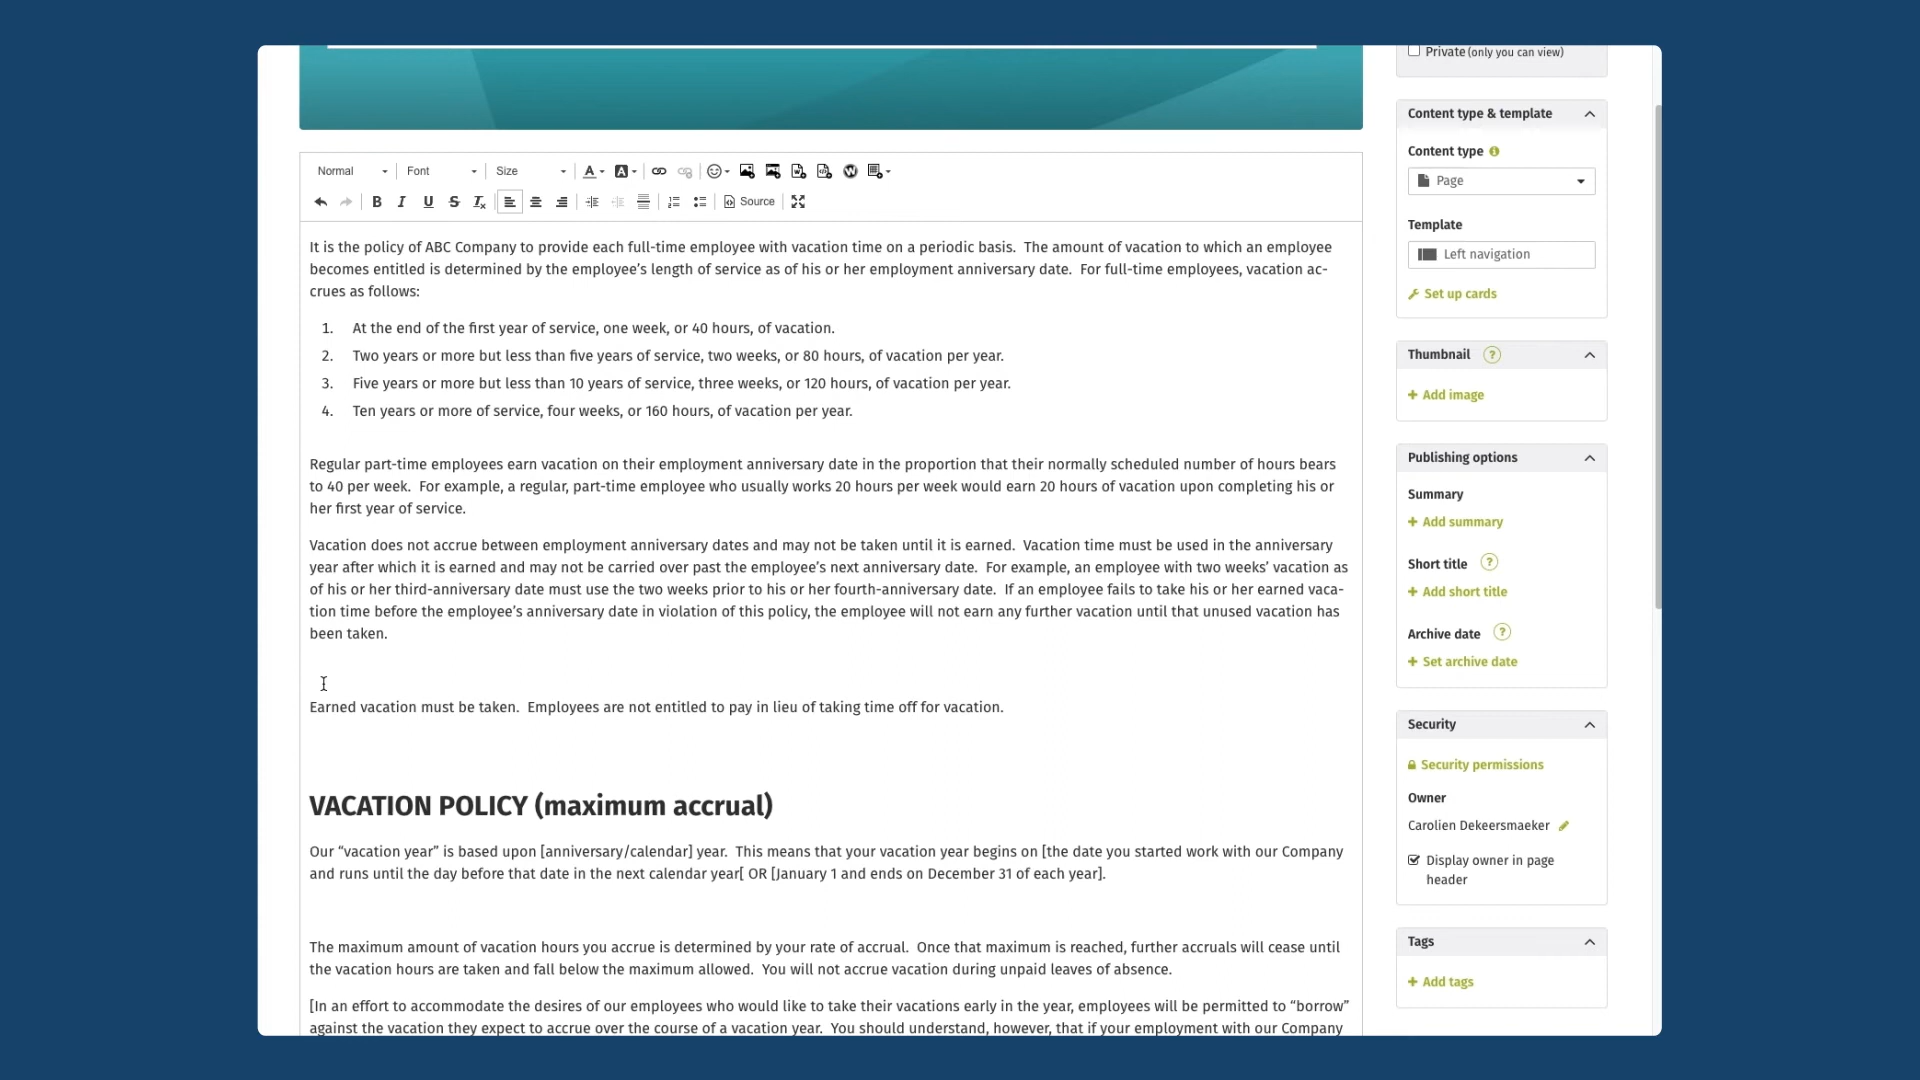 Private (only you can view)
Content type & template
Content type
Page
Template
Left navigation
Set up cards
Thumbnail ?
+ Add image
Publishing options
Summary
+ Add summary
Short title ?
+ Add short title
Archive date ?
+ Set archive date
Security
Security permissions
Owner
Carolien Dekeersmaeker
Display owner in page
header
Tags
+ Add tags
Normal Font Size A A W
B I U S Tx Source
It is the policy of ABC Company to provide each full-time employee with vacation time on a periodic basis.  The amount of vacation to which an employee
becomes entitled is determined by the employee’s length of service as of his or her employment anniversary date.  For full-time employees, vacation ac-
crues as follows:
1. At the end of the first year of service, one week, or 40 hours, of vacation.
2. Two years or more but less than five years of service, two weeks, or 80 hours, of vacation per year.
3. Five years or more but less than 10 years of service, three weeks, or 120 hours, of vacation per year.
4. Ten years or more of service, four weeks, or 160 hours, of vacation per year.
Regular part-time employees earn vacation on their employment anniversary date in the proportion that their normally scheduled number of hours bears
to 40 per week.  For example, a regular, part-time employee who usually works 20 hours per week would earn 20 hours of vacation upon completing his or
her first year of service.
Vacation does not accrue between employment anniversary dates and may not be taken until it is earned.  Vacation time must be used in the anniversary
year after which it is earned and may not be carried over past the employee’s next anniversary date.  For example, an employee with two weeks’ vacation as
of his or her third-anniversary date must use the two weeks prior to his or her fourth-anniversary date.  If an employee fails to take his or her earned vaca-
tion time before the employee’s anniversary date in violation of this policy, the employee will not earn any further vacation until that unused vacation has
been taken.
Earned vacation must be taken.  Employees are not entitled to pay in lieu of taking time off for vacation.
VACATION POLICY (maximum accrual)
Our “vacation year” is based upon [anniversary/calendar] year.  This means that your vacation year begins on [the date you started work with our Company
and runs until the day before that date in the next calendar year[ OR [January 1 and ends on December 31 of each year].
The maximum amount of vacation hours you accrue is determined by your rate of accrual.  Once that maximum is reached, further accruals will cease until
the vacation hours are taken and fall below the maximum allowed.  You will not accrue vacation during unpaid leaves of absence.
[In an effort to accommodate the desires of our employees who would like to take their vacations early in the year, employees will be permitted to “borrow”
against the vacation they expect to accrue over the course of a vacation year.  You should understand, however, that if your employment with our Company